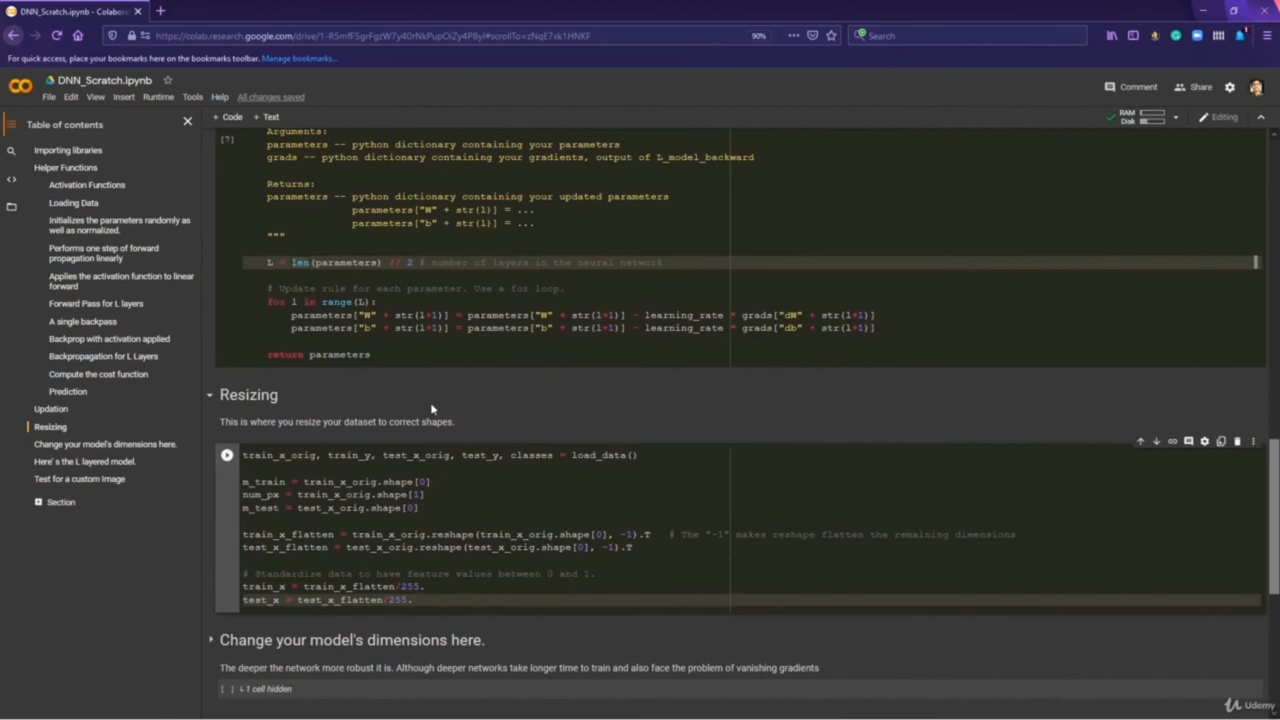 DNN_Scratch.ipynb - Colabora
https://colab.research.google.com/drive/1-R5mfF5grFgzW7y40rNkPupOiZy4P8yI#scrollTo=zNqE7sk1HNKF
90%
Search
For quick access, place your bookmarks here on the bookmarks toolbar. Manage bookmarks...
DNN_Scratch.ipynb
File Edit View Insert Runtime Tools Help All changes saved
Comment
Share
Table of contents
+ Code + Text
RAM
Disk
Editing
Importing libraries
Helper Functions
Activation Functions
Loading Data
Initializes the parameters randomly as
well as normalized.
Performs one step of forward
propagation linearly
Applies the activation function to linear
forward
Forward Pass for L layers
A single backpass
Backprop with activation applied
Backpropagation for L Layers
Compute the cost function
Prediction
Updation
Resizing
Change your model's dimensions here.
Here' s the L layered model.
Test for a custom Image
Section
[7]
Arguments:
parameters -- python dictionary containing your parameters
grads -- python dictionary containing your gradients, output of L_model_backward
Returns:
parameters -- python dictionary containing your updated parameters
parameters["W" + str(l)] = ...
parameters["b" + str(l)] = ...
"""
L = len(parameters) // 2 # number of layers in the neural network
# Update rule for each parameter. Use a for loop.
for l in range(L):
parameters["W" + str(l+1)] = parameters["W" + str(l+1)] - learning_rate * grads["dW" + str(l+1)]
parameters["b" + str(l+1)] = parameters["b" + str(l+1)] - learning_rate * grads["db" + str(l+1)]
return parameters
Resizing
This is where you resize your dataset to correct shapes.
train_x_orig, train_y, test_x_orig, test_y, classes = load_data()
m_train = train_x_orig.shape[0]
num_px = train_x_orig.shape[1]
m_test = test_x_orig.shape[0]
train_x_flatten = train_x_orig.reshape(train_x_orig.shape[0], -1).T # The "-1" makes reshape flatten the remaining dimensions
test_x_flatten = test_x_orig.reshape(test_x_orig.shape[0], -1).T
# Standardize data to have feature values between 0 and 1.
train_x = train_x_flatten/255.
test_x = test_x_flatten/255.
Change your model's dimensions here.
The deeper the network more robust it is. Although deeper networks take longer time to train and also face the problem of vanishing gradients
[ ] ↳ 1 cell hidden
Udemy